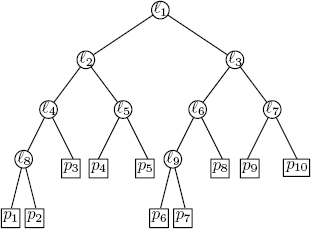 ℓ₁
ℓ₂ ℓ₃
ℓ₄ ℓ₅ ℓ₆ ℓ₇
ℓ₈ p₃ p₄ p₅ ℓ₉ p₈ p₉ p₁₀
p₁ p₂ p₆ p₇